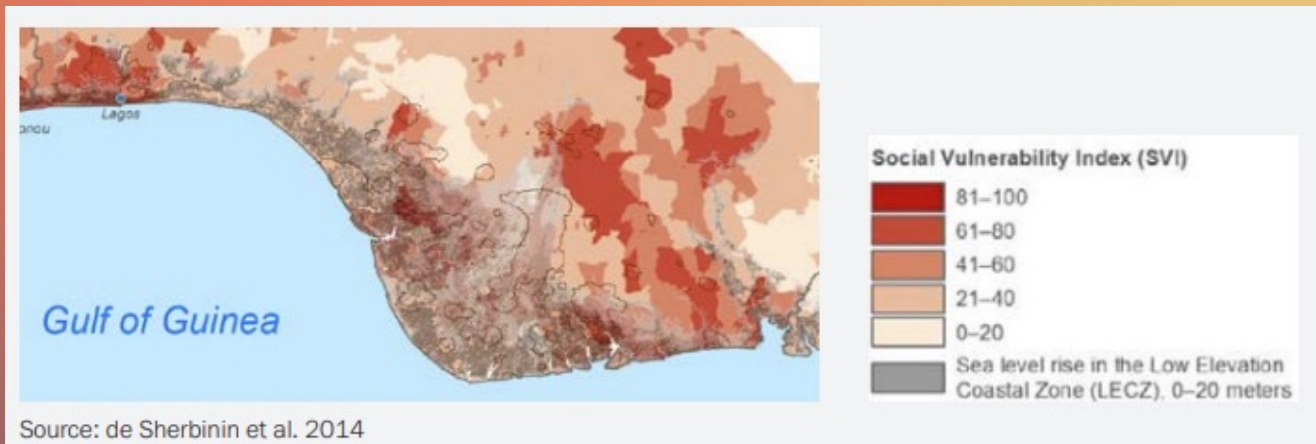 Lagos
onou
Gulf of Guinea
Social Vulnerability Index (SVI)
81–100
61–80
41–60
21–40
0–20
Sea level rise in the Low Elevation
Coastal Zone (LECZ), 0–20 meters
Source: de Sherbinin et al. 2014